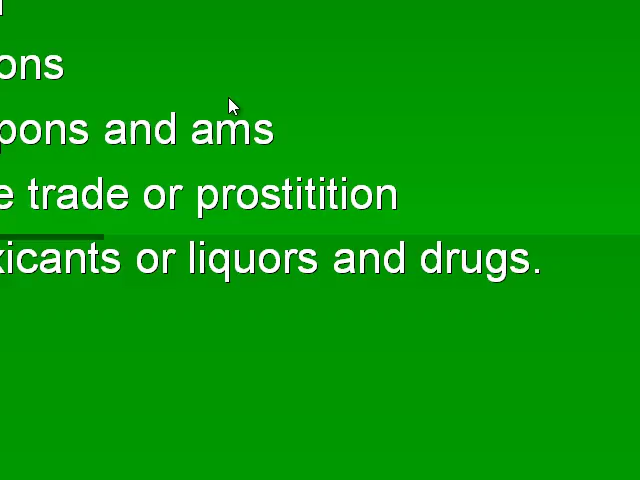 ons
pons and ams
e trade or prostitition
xicants or liquors and drugs.